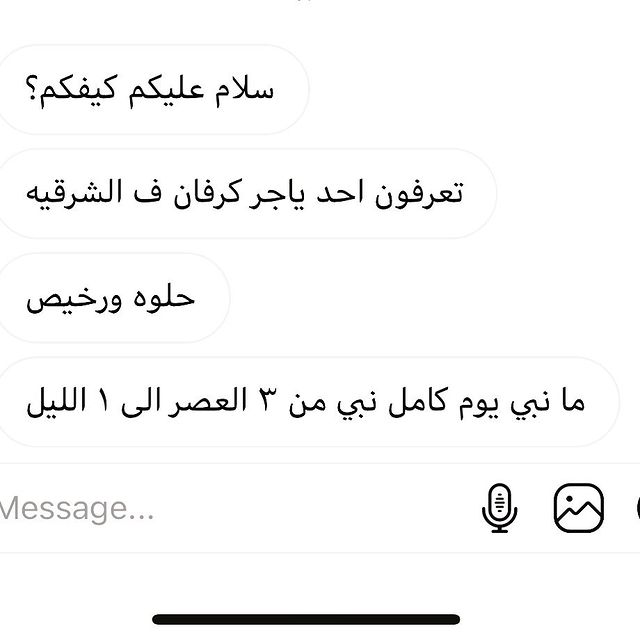 سلام عليكم كيفكم؟
تعرفون احد ياجر كرفان ف الشرقيه
حلوه ورخيص
ما نبي يوم كامل نبي من ٣ العصر الى ١ الليل
Message...